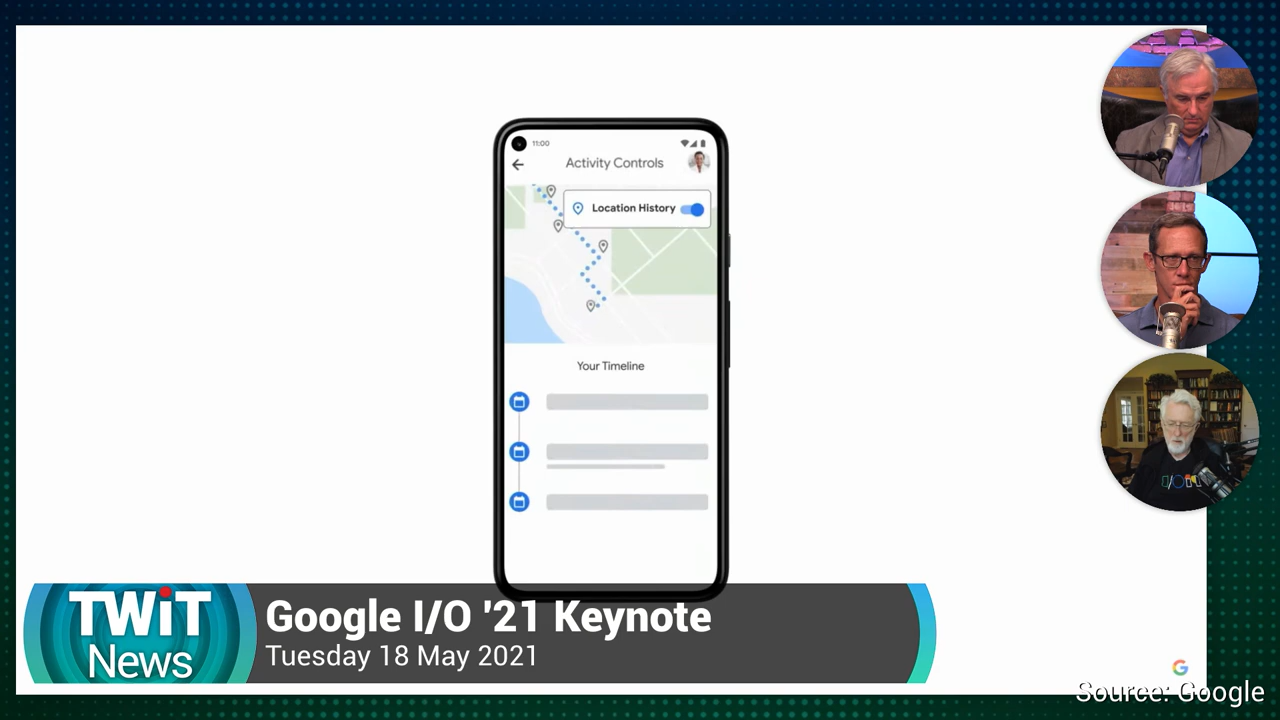 11:00
Activity Controls
Location History
Your Timeline
TWiT
News
Google I/O '21 Keynote
Tuesday 18 May 2021
I/O
G
Source: Google